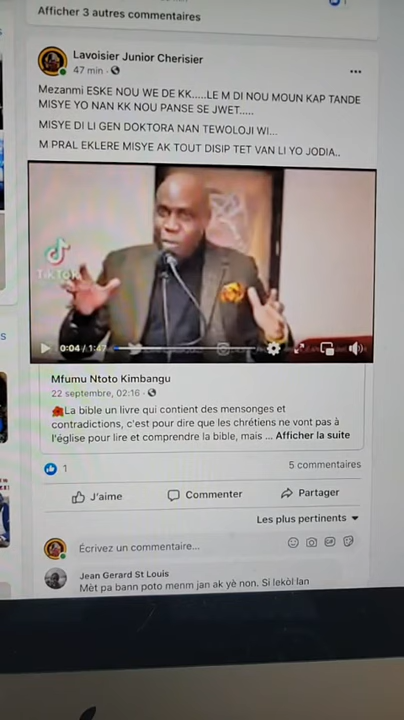 Afficher 3 autres commentaires
Lavoisier Junior Cherisier
47 min
Mezanmi ESKE NOU WE DE KK.....LE M DI NOU MOUN KAP TANDE
MISYE YO NAN KK NOU PANSE SE JWET.....
MISYE DI LI GEN DOKTORA NAN TEWOLOJI WI...
M PRAL EKLERE MISYE AK TOUT DISIP TET VAN LI YO JODIA..
TikTok
0:04 / 1:47
Mfumu Ntoto Kimbangu
22 septembre, 02:16
La bible un livre qui contient des mensonges et
contradictions, c'est pour dire que les chrétiens ne vont pas à
l'église pour lire et comprendre la bible, mais ... Afficher la suite
1
5 commentaires
J'aime
Commenter
Partager
Les plus pertinents
Écrivez un commentaire...
GIF
Jean Gerard St Louis
Mèt pa bann poto menm jan ak yè non. Si lekòl lan